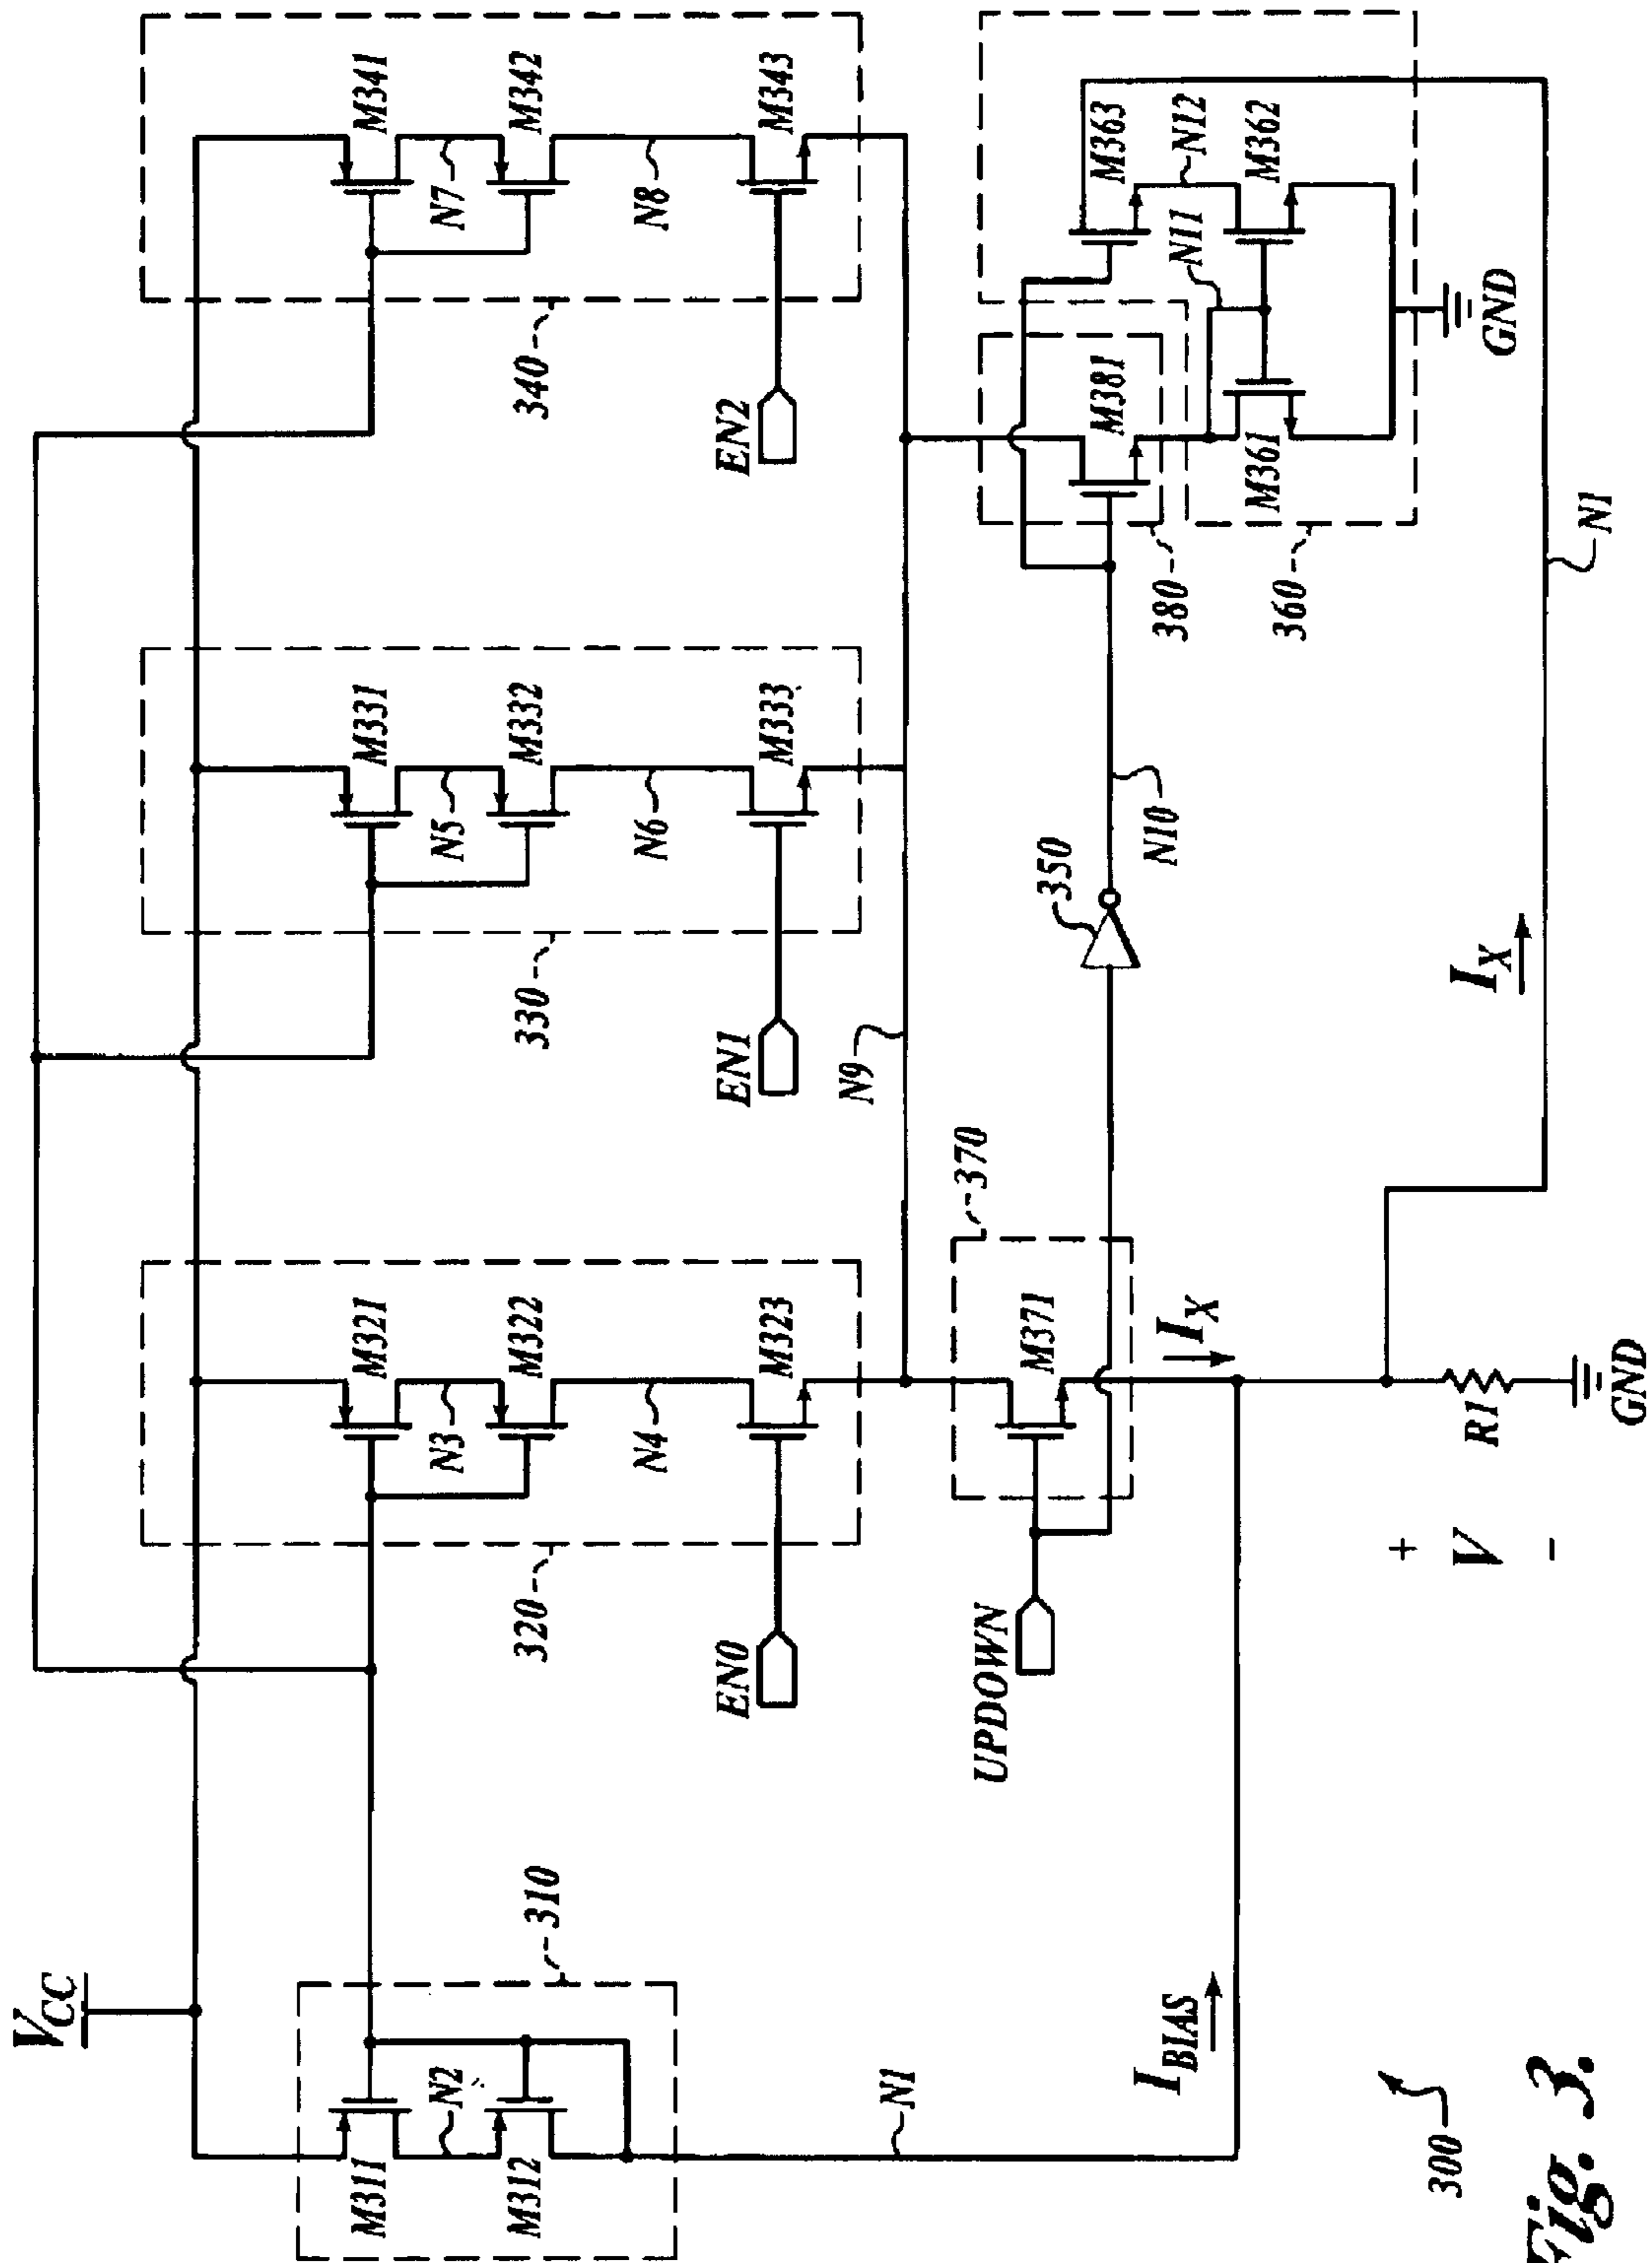 V_CC
M311
N2
M312
310
N1
I_BIAS
M321
N3
M322
N4
M323
320
EN0
M331
N5
M332
N6
M333
330
EN1
M341
N7
M342
N8
M343
340
EN2
N9
370
M371
UPDOWN
I_X
350
N10
380
M381
M363
N12
N11
M362
M361
360
GND
I_X
N1
+
V
-
R1
GND
300
Fig. 3.